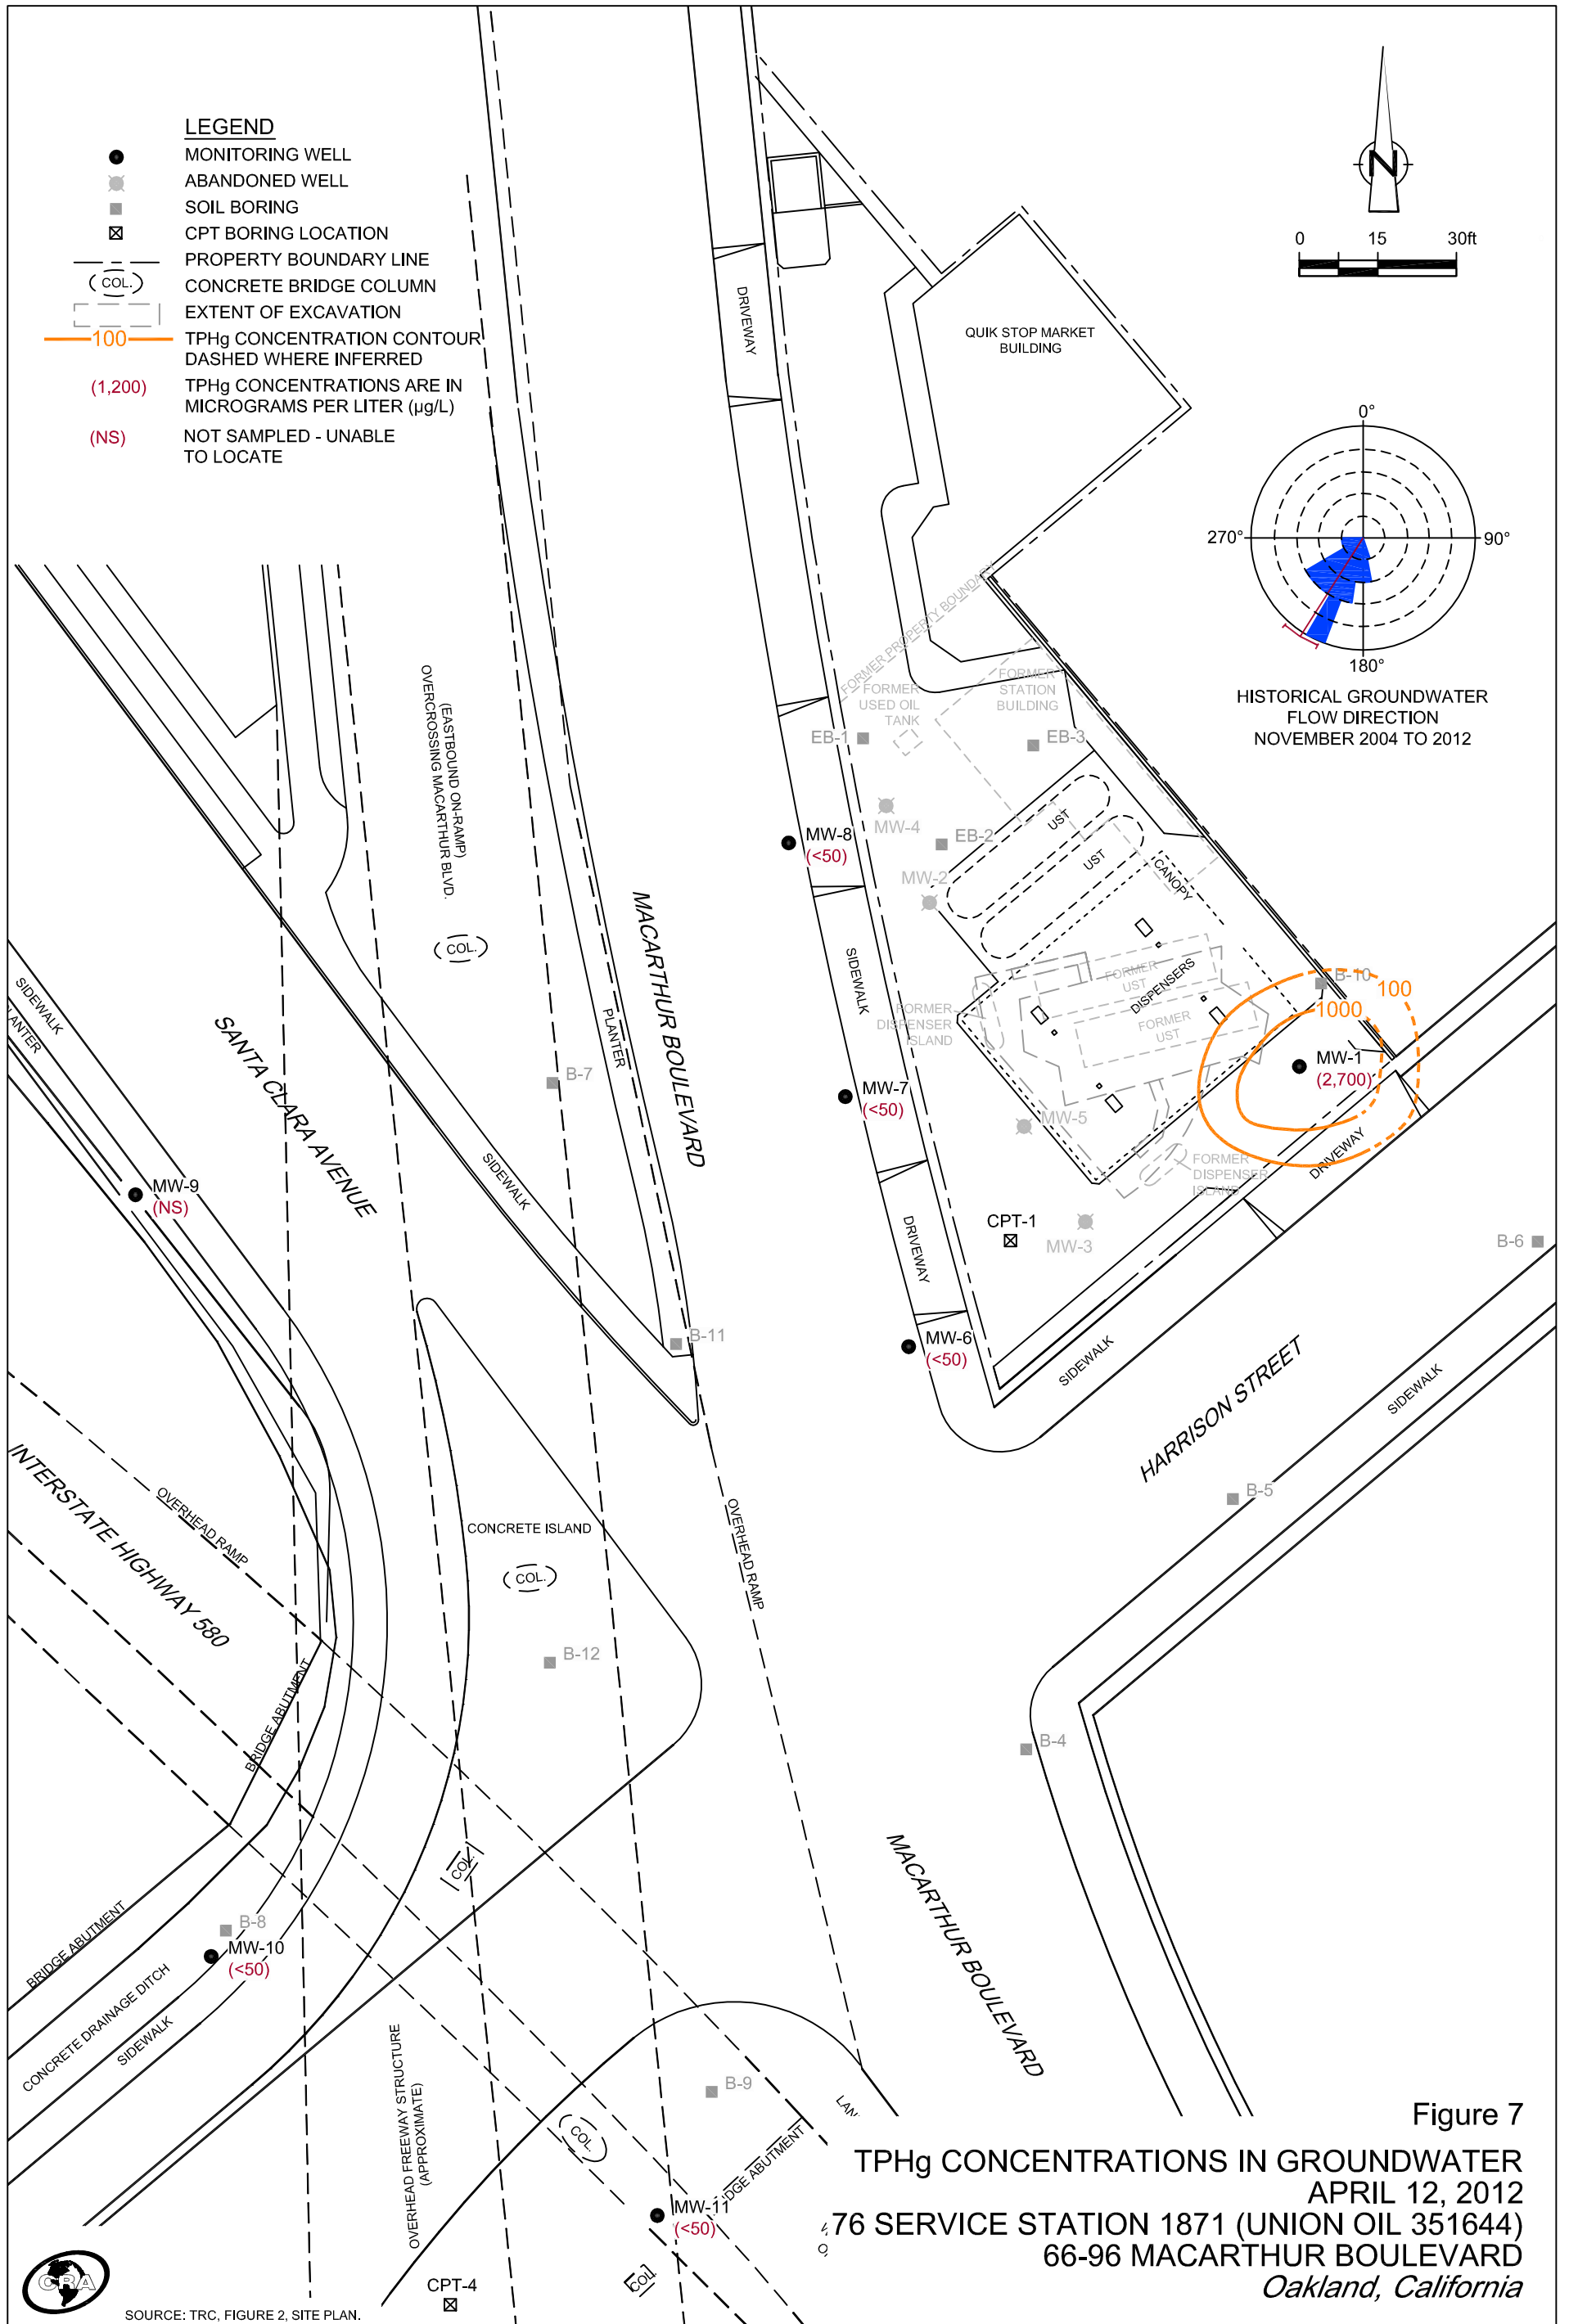 LEGEND
MONITORING WELL
ABANDONED WELL
SOIL BORING
CPT BORING LOCATION
PROPERTY BOUNDARY LINE
COL.
CONCRETE BRIDGE COLUMN
EXTENT OF EXCAVATION
100
TPHg CONCENTRATION CONTOUR
DASHED WHERE INFERRED
(1,200)
TPHg CONCENTRATIONS ARE IN
MICROGRAMS PER LITER (µg/L)
(NS)
NOT SAMPLED - UNABLE
TO LOCATE
N
0 15 30ft
QUIK STOP MARKET
BUILDING
DRIVEWAY
0°
270°
90°
180°
HISTORICAL GROUNDWATER
FLOW DIRECTION
NOVEMBER 2004 TO 2012
FORMER PROPERTY BOUNDARY
FORMER
USED OIL
TANK
FORMER
STATION
BUILDING
EB-1
EB-3
(EASTBOUND ON-RAMP)
OVERCROSSING MACARTHUR BLVD.
MW-4
MW-8
(<50)
EB-2
UST
UST
CANOPY
MW-2
COL.
MACARTHUR BOULEVARD
SIDEWALK
SIDEWALK
SANTA CLARA AVENUE
PLANTER
FORMER
UST
DISPENSERS
FORMER
UST
FORMER
DISPENSER
ISLAND
B-10
100
1000
MW-1
(2,700)
B-7
MW-7
(<50)
MW-5
FORMER
DISPENSER
ISLAND
DRIVEWAY
SIDEWALK
MW-9
(NS)
DRIVEWAY
CPT-1
MW-3
B-6
B-11
MW-6
(<50)
SIDEWALK
HARRISON STREET
SIDEWALK
INTERSTATE HIGHWAY 580
OVERHEAD RAMP
OVERHEAD RAMP
B-5
CONCRETE ISLAND
COL.
B-12
BRIDGE ABUTMENT
B-4
COL.
MACARTHUR BOULEVARD
BRIDGE ABUTMENT
B-8
MW-10
(<50)
CONCRETE DRAINAGE DITCH
SIDEWALK
OVERHEAD FREEWAY STRUCTURE
(APPROXIMATE)
B-9
COL.
MW-11
(<50)
COL.
CPT-4
Figure 7
TPHg CONCENTRATIONS IN GROUNDWATER
APRIL 12, 2012
76 SERVICE STATION 1871 (UNION OIL 351644)
66-96 MACARTHUR BOULEVARD
Oakland, California
CRA
SOURCE: TRC, FIGURE 2, SITE PLAN.